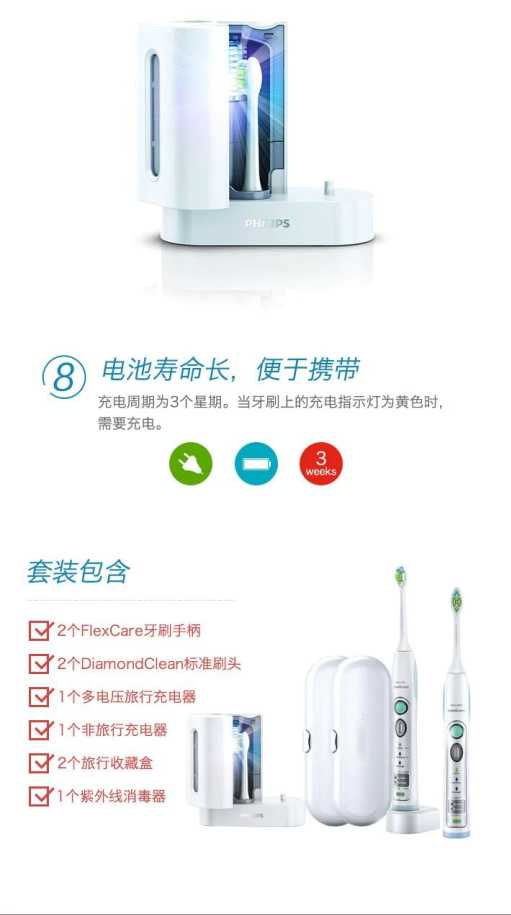 PHILIPS
8
电池寿命长，便于携带
充电周期为3个星期。当牙刷上的充电指示灯为黄色时，
需要充电。
3
weeks
套装包含
2个FlexCare牙刷手柄
2个DiamondClean标准刷头
1个多电压旅行充电器
1个非旅行充电器
2个旅行收藏盒
1个紫外线消毒器